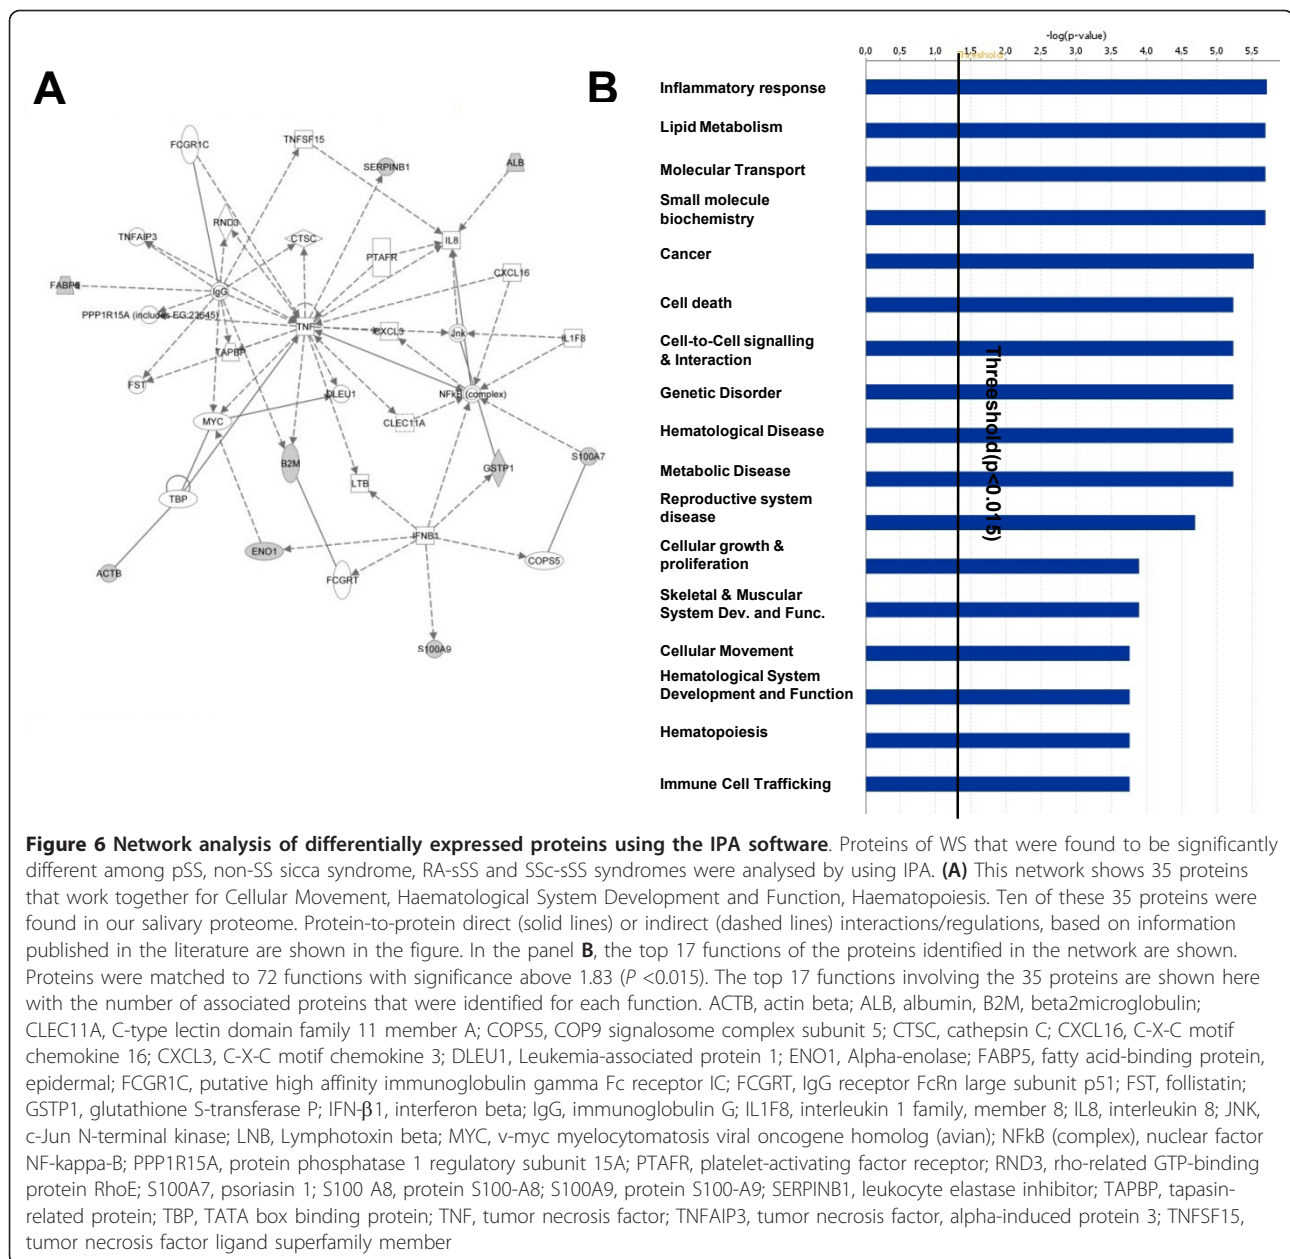 A
B
-log(p-value)
0,0 0,5 1,0 1,5 2,0 2,5 3,0 3,5 4,0 4,5 5,0 5,5
Threshold
Inflammatory response
Lipid Metabolism
Molecular Transport
Small molecule
biochemistry
Cancer
Cell death
Cell-to-Cell signalling
& Interaction
Genetic Disorder
Hematological Disease
Metabolic Disease
Reproductive system
disease
Cellular growth &
proliferation
Skeletal & Muscular
System Dev. and Func.
Cellular Movement
Hematological System
Development and Function
Hematopoiesis
Immune Cell Trafficking
Threeshold(p<0.015)
FCGR1C
TNFSF15
SERPINB1
ALB
RND3
TNFAIP3
CTSC
IL8
PTAFR
CXCL16
FABP5
IgG
PPP1R15A (includes EG:23645)
TNF
CXCL3
Jnk
IL1F8
TAPBP
FST
DLEU1
NFkB (complex)
MYC
CLEC11A
B2M
GSTP1
S100A7
LTB
TBP
IFNB1
ENO1
COPS5
ACTB
FCGRT
S100A9
Figure 6 Network analysis of differentially expressed proteins using the IPA software. Proteins of WS that were found to be significantly
different among pSS, non-SS sicca syndrome, RA-sSS and SSc-sSS syndromes were analysed by using IPA. (A) This network shows 35 proteins
that work together for Cellular Movement, Haematological System Development and Function, Haematopoiesis. Ten of these 35 proteins were
found in our salivary proteome. Protein-to-protein direct (solid lines) or indirect (dashed lines) interactions/regulations, based on information
published in the literature are shown in the figure. In the panel B, the top 17 functions of the proteins identified in the network are shown.
Proteins were matched to 72 functions with significance above 1.83 (P <0.015). The top 17 functions involving the 35 proteins are shown here
with the number of associated proteins that were identified for each function. ACTB, actin beta; ALB, albumin, B2M, beta2microglobulin;
CLEC11A, C-type lectin domain family 11 member A; COPS5, COP9 signalosome complex subunit 5; CTSC, cathepsin C; CXCL16, C-X-C motif
chemokine 16; CXCL3, C-X-C motif chemokine 3; DLEU1, Leukemia-associated protein 1; ENO1, Alpha-enolase; FABP5, fatty acid-binding protein,
epidermal; FCGR1C, putative high affinity immunoglobulin gamma Fc receptor IC; FCGRT, IgG receptor FcRn large subunit p51; FST, follistatin;
GSTP1, glutathione S-transferase P; IFN-β1, interferon beta; IgG, immunoglobulin G; IL1F8, interleukin 1 family, member 8; IL8, interleukin 8; JNK,
c-Jun N-terminal kinase; LNB, Lymphotoxin beta; MYC, v-myc myelocytomatosis viral oncogene homolog (avian); NFkB (complex), nuclear factor
NF-kappa-B; PPP1R15A, protein phosphatase 1 regulatory subunit 15A; PTAFR, platelet-activating factor receptor; RND3, rho-related GTP-binding
protein RhoE; S100A7, psoriasin 1; S100 A8, protein S100-A8; S100A9, protein S100-A9; SERPINB1, leukocyte elastase inhibitor; TAPBP, tapasin-
related protein; TBP, TATA box binding protein; TNF, tumor necrosis factor; TNFAIP3, tumor necrosis factor, alpha-induced protein 3; TNFSF15,
tumor necrosis factor ligand superfamily member